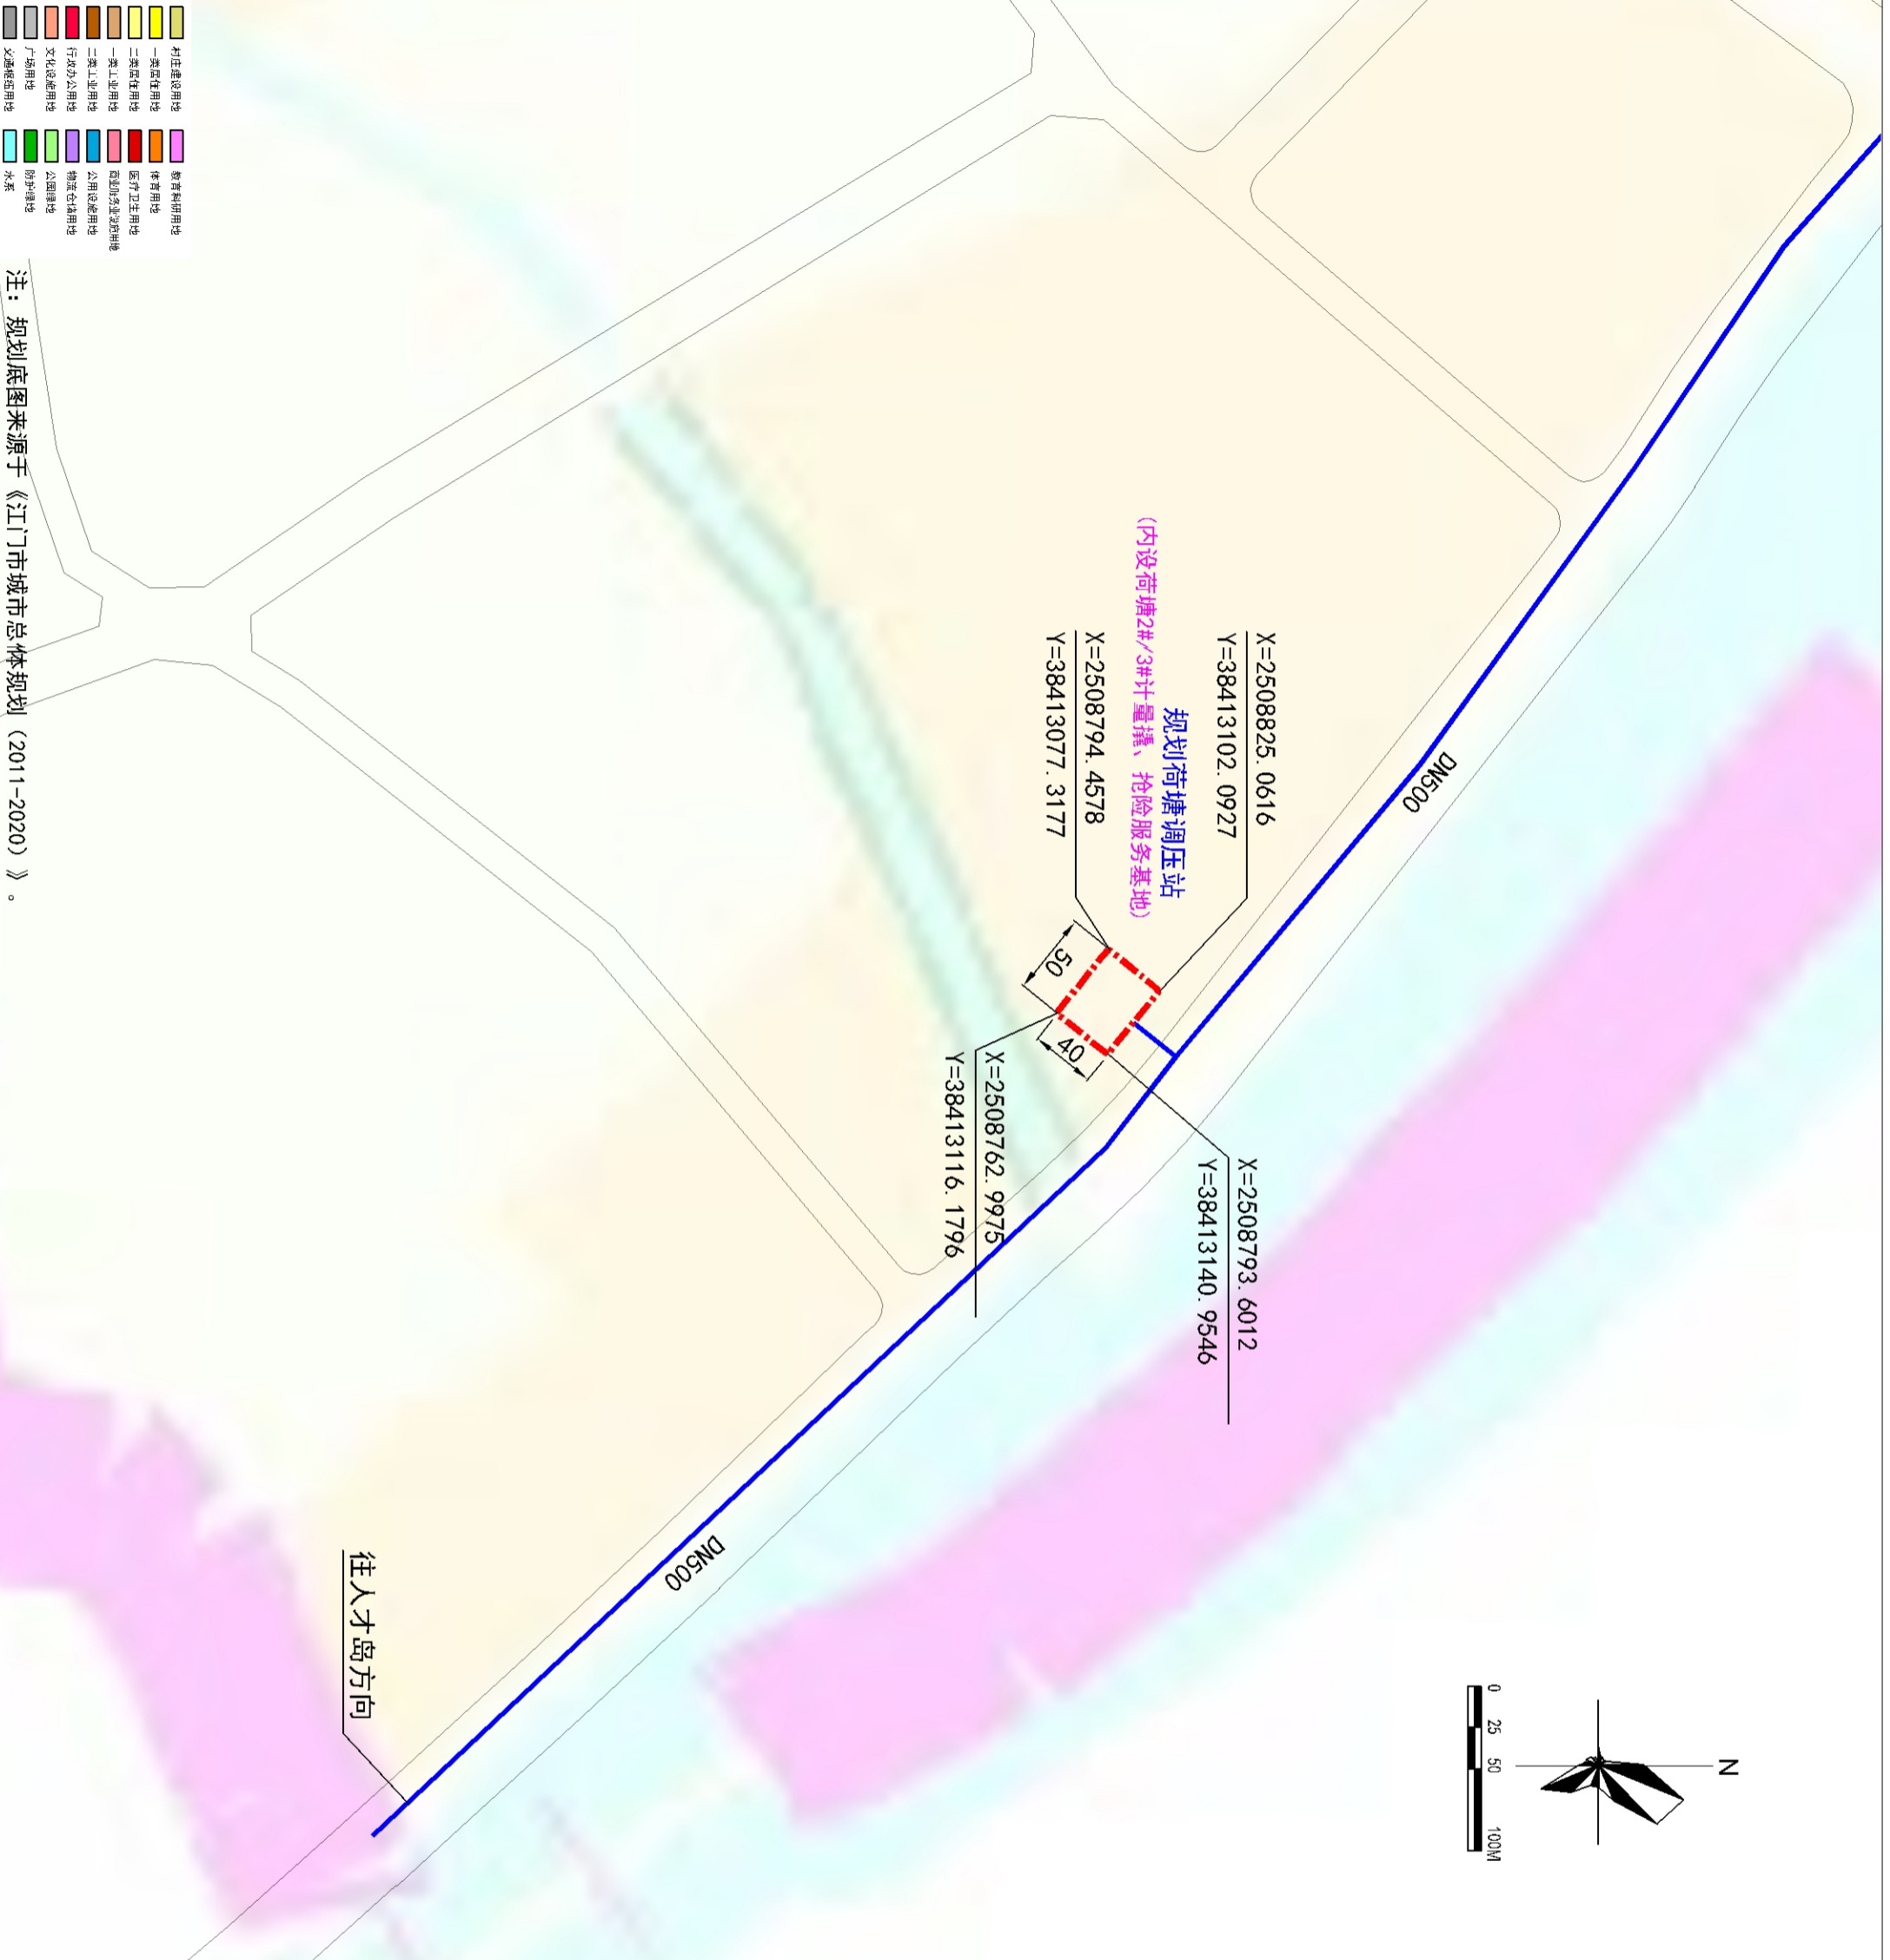 N
0 25 50 100M
X=2508825.0616
Y=38413102.0927
规划荷塘调压站
(内设荷塘2#/3#计量撬、抢险服务基地)
X=2508794.4578
Y=38413077.3177
DN500
50
40
X=2508793.6012
Y=38413140.9546
X=2508762.9975
Y=38413116.1796
DN500
往人才岛方向
村庄建设用地 教育科研用地
一类居住用地 体育用地
二类居住用地 医疗卫生用地
一类工业用地 商业服务业设施用地
二类工业用地 公用设施用地
行政办公用地 物流仓储用地
文化设施用地 公园绿地
广场用地 防护绿地
交通枢纽用地 水系
注：规划底图来源于《江门市城市总体规划（2011-2020）》。